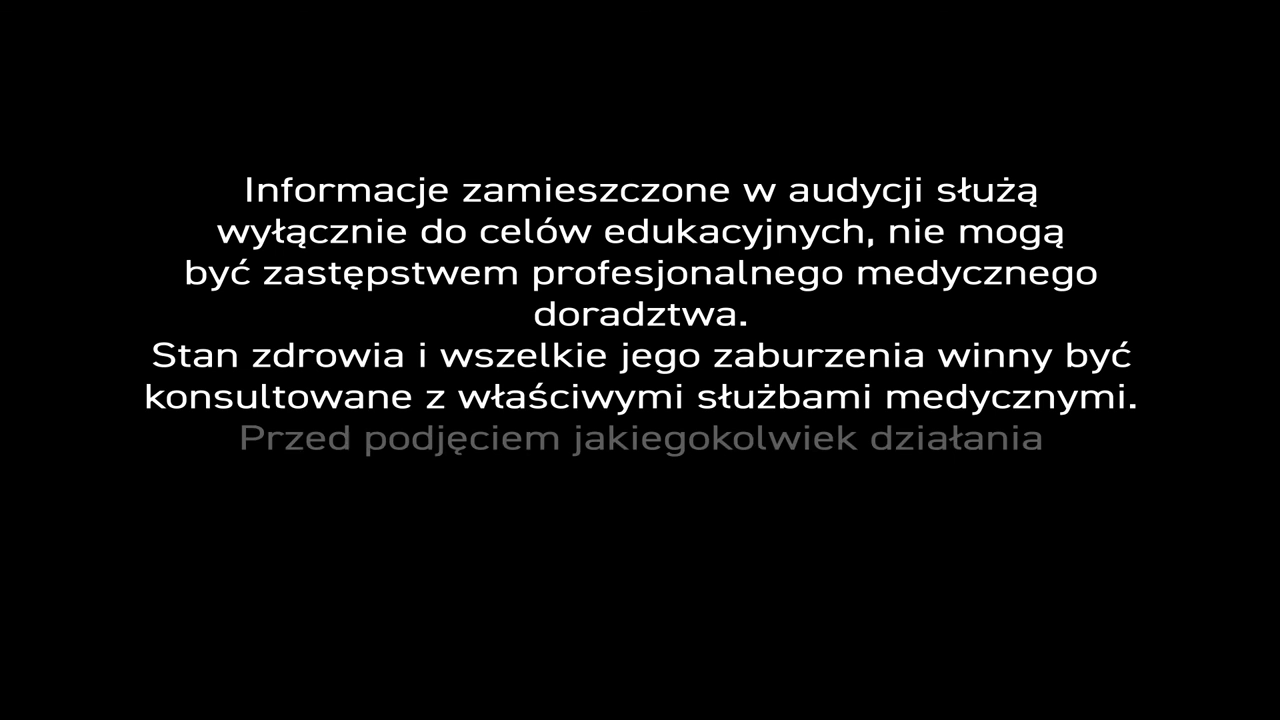 Informacje zamieszczone w audycji służą
wyłącznie do celów edukacyjnych, nie mogą
być zastępstwem profesjonalnego medycznego
doradztwa.
Stan zdrowia i wszelkie jego zaburzenia winny być
konsultowane z właściwymi służbami medycznymi.
Przed podjęciem jakiegokolwiek działania